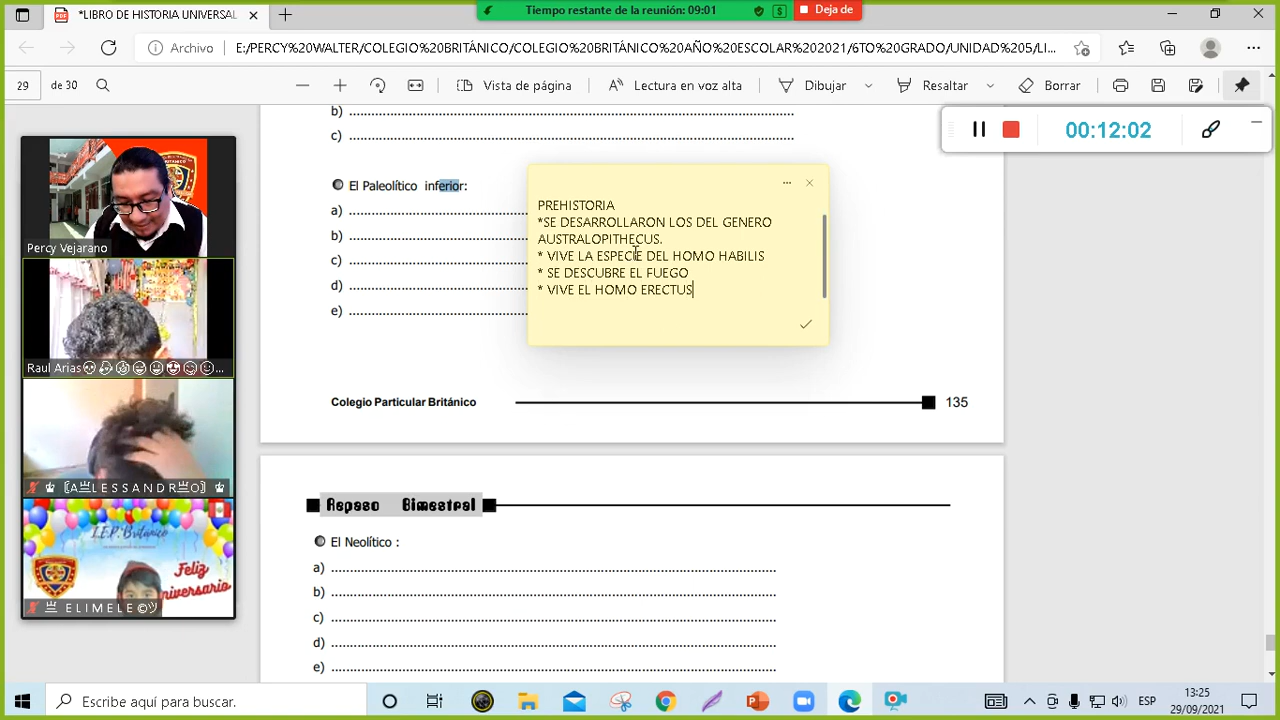 *LIBRO DE HISTORIA UNIVERSAL
Tiempo restante de la reunión: 09:01
Deja de
Archivo
E:/PERCY%20WALTER/COLEGIO%20BRITÁNICO/COLEGIO%20BRITÁNICO%20AÑO%20ESCOLAR%202021/6TO%20GRADO/UNIDAD%205/LI...
29
de 30
Vista de página
Lectura en voz alta
Dibujar
Resaltar
Borrar
00:12:02
b)
c)
El Paleolítico inferior:
a)
b)
c)
d)
e)
PREHISTORIA
*SE DESARROLLARON LOS DEL GENERO
AUSTRALOPITHECUS.
* VIVE LA ESPECIE DEL HOMO HABILIS
* SE DESCUBRE EL FUEGO
* VIVE EL HOMO ERECTUS
Colegio Particular Británico
135
Repaso Bimestral
El Neolítico :
a)
b)
c)
d)
e)
Percy Vejarano
Raul Arias
[A L E S S A N D R O]
I.E.P. Británico
Feliz
Aniversario
E L I M E L E ©
Escribe aquí para buscar.
ESP
13:25
29/09/2021